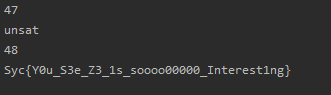 47
unsat
48
Syc{Y0u_S3e_Z3_1s_soooo00000_Interest1ng}